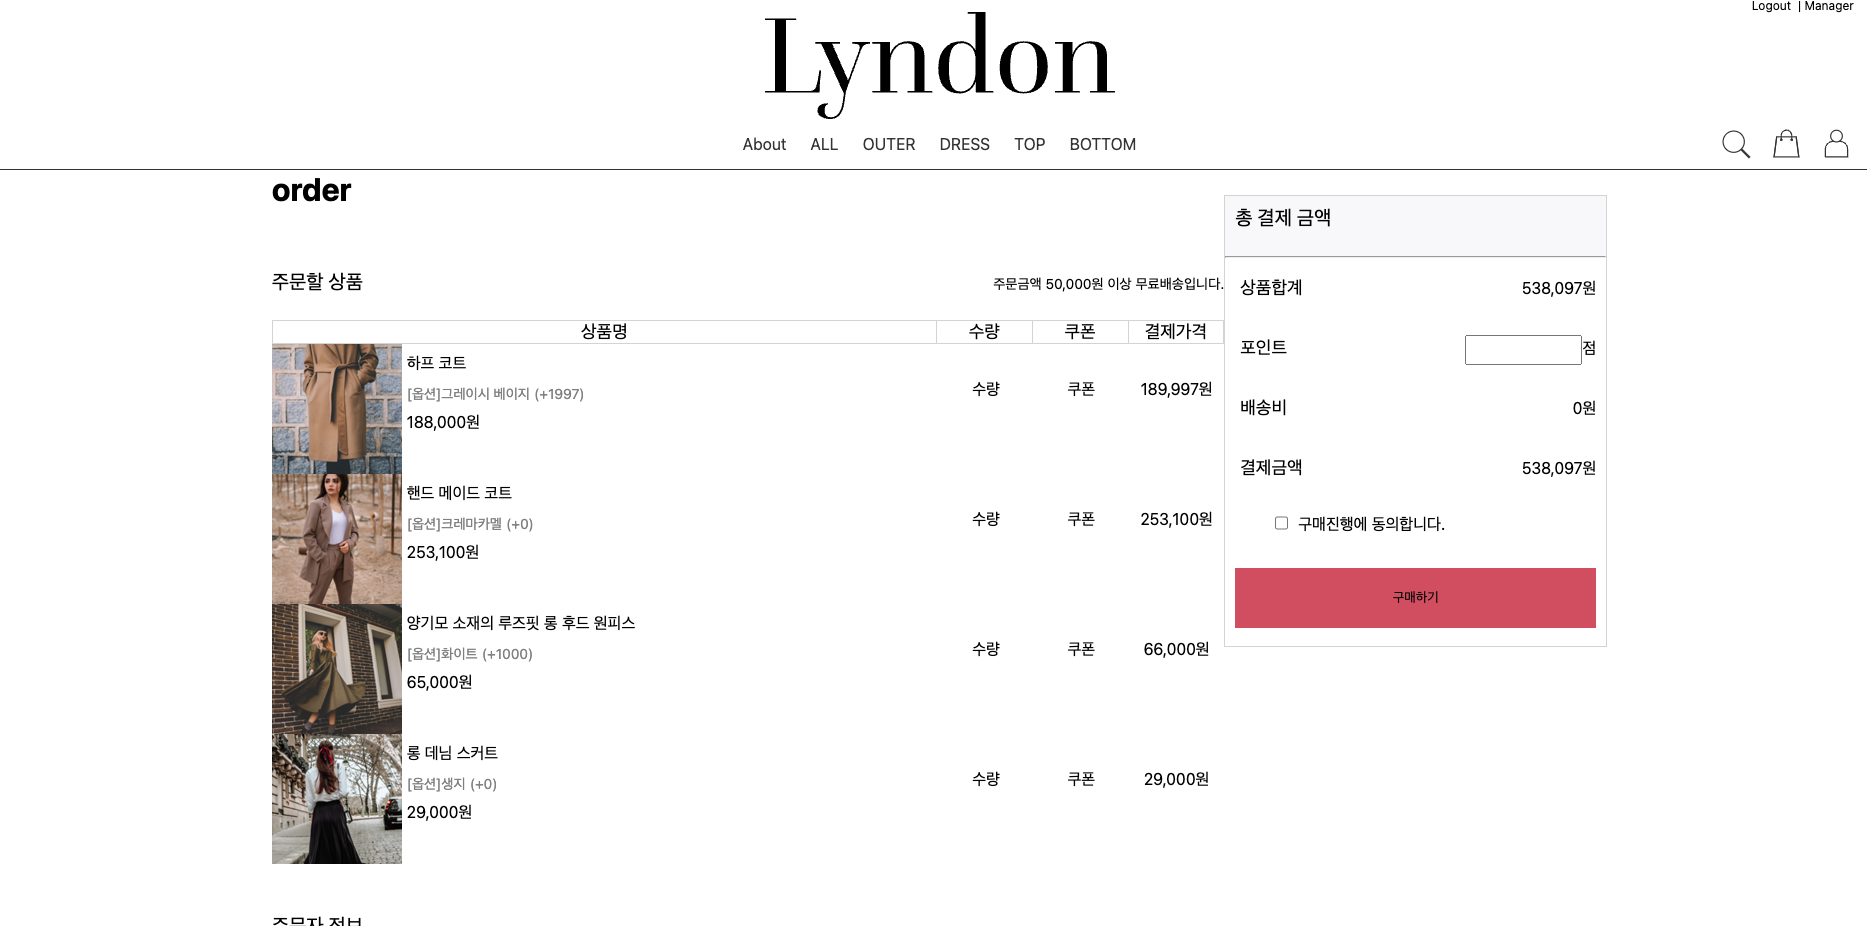 Logout | Manager
Lyndon
About ALL OUTER DRESS TOP BOTTOM
order
주문할 상품
주문금액 50,000원 이상 무료배송입니다.
상품명 수량 쿠폰 결제가격
하프 코트
[옵션]그레이시 베이지 (+1997)
188,000원
수량 쿠폰 189,997원
핸드 메이드 코트
[옵션]크레마카멜 (+0)
253,100원
수량 쿠폰 253,100원
양기모 소재의 루즈핏 롱 후드 원피스
[옵션]화이트 (+1000)
65,000원
수량 쿠폰 66,000원
롱 데님 스커트
[옵션]생지 (+0)
29,000원
수량 쿠폰 29,000원
주문자 정보
총 결제 금액
상품합계 538,097원
포인트 점
배송비 0원
결제금액 538,097원
구매진행에 동의합니다.
구매하기